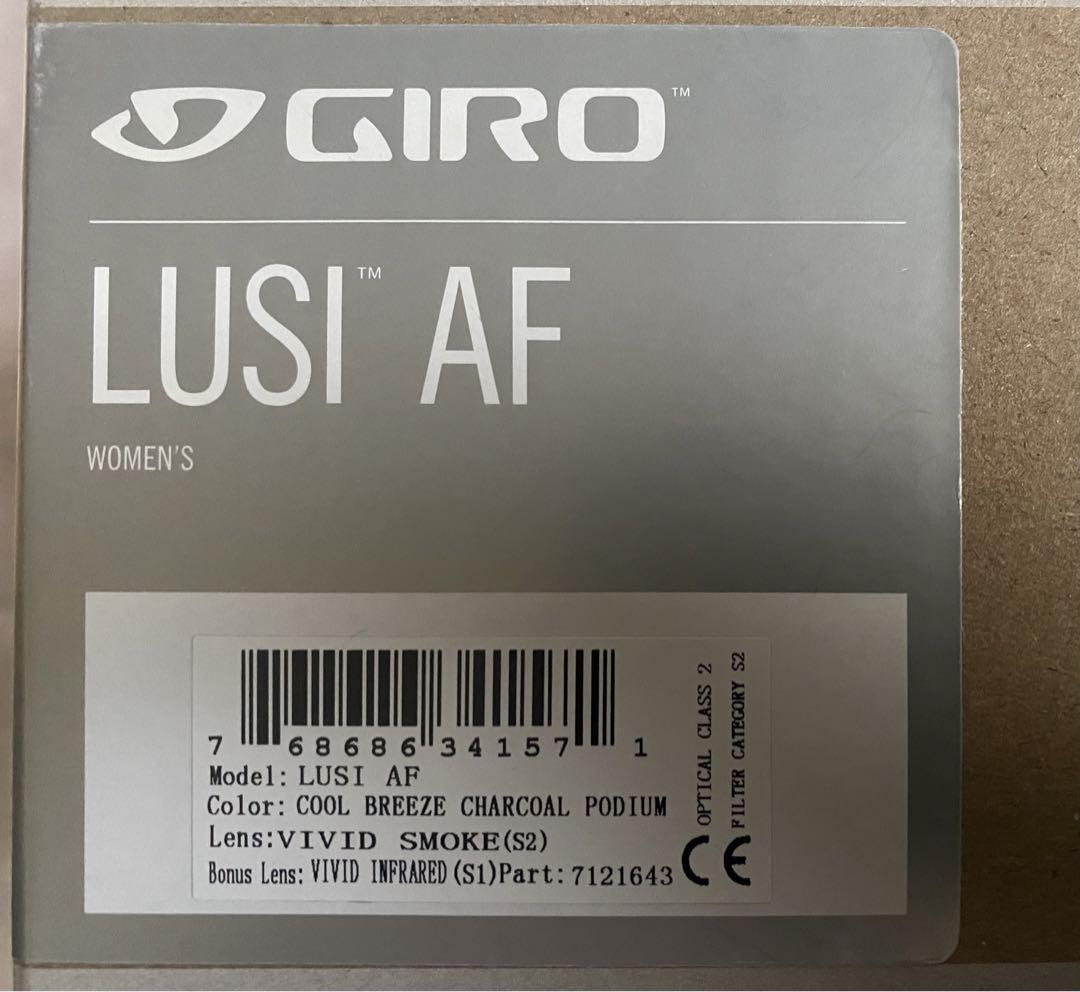 GIRO™
LUSI™ AF
WOMEN'S
7 68686 34157 1
Model: LUSI AF
Color: COOL BREEZE CHARCOAL PODIUM
Lens:VIVID SMOKE(S2)
Bonus Lens: VIVID INFRARED (S1)Part: 7121643
CE
OPTICAL CLASS 2
FILTER CATEGORY S2